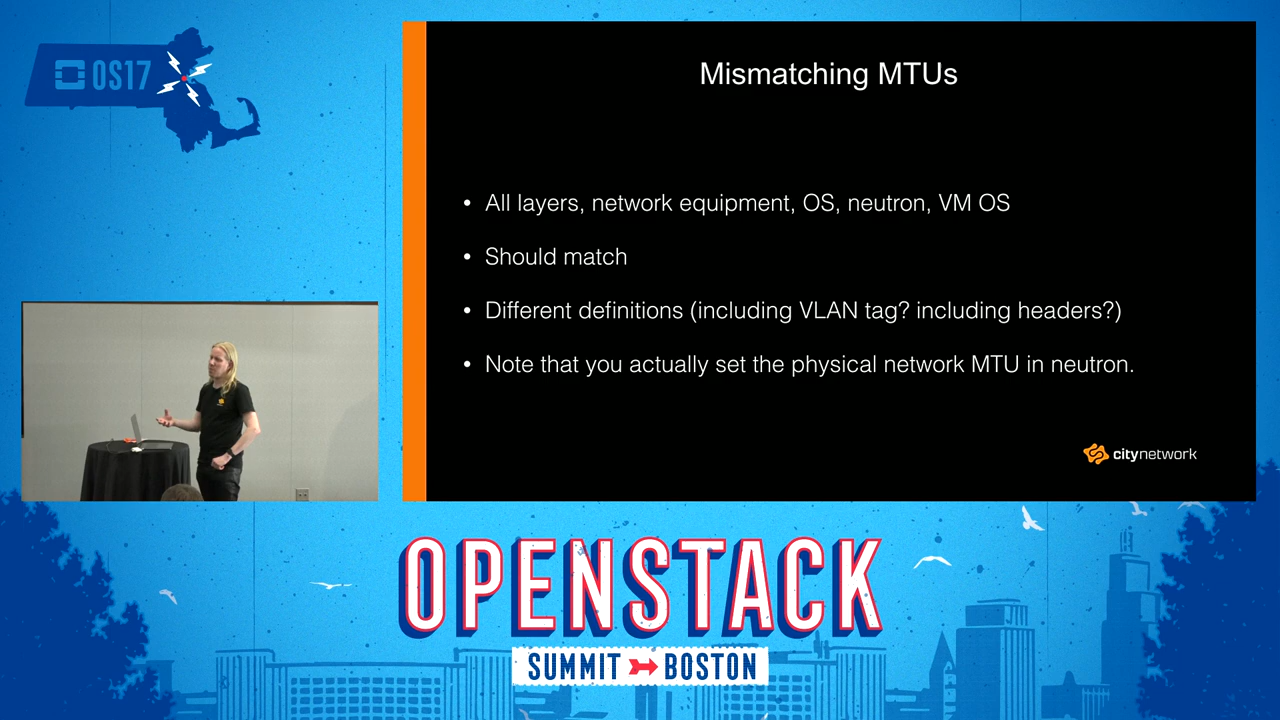 OS17
Mismatching MTUs
• All layers, network equipment, OS, neutron, VM OS
• Should match
• Different definitions (including VLAN tag? including headers?)
• Note that you actually set the physical network MTU in neutron.
citynetwork
OPENSTACK
SUMMIT BOSTON